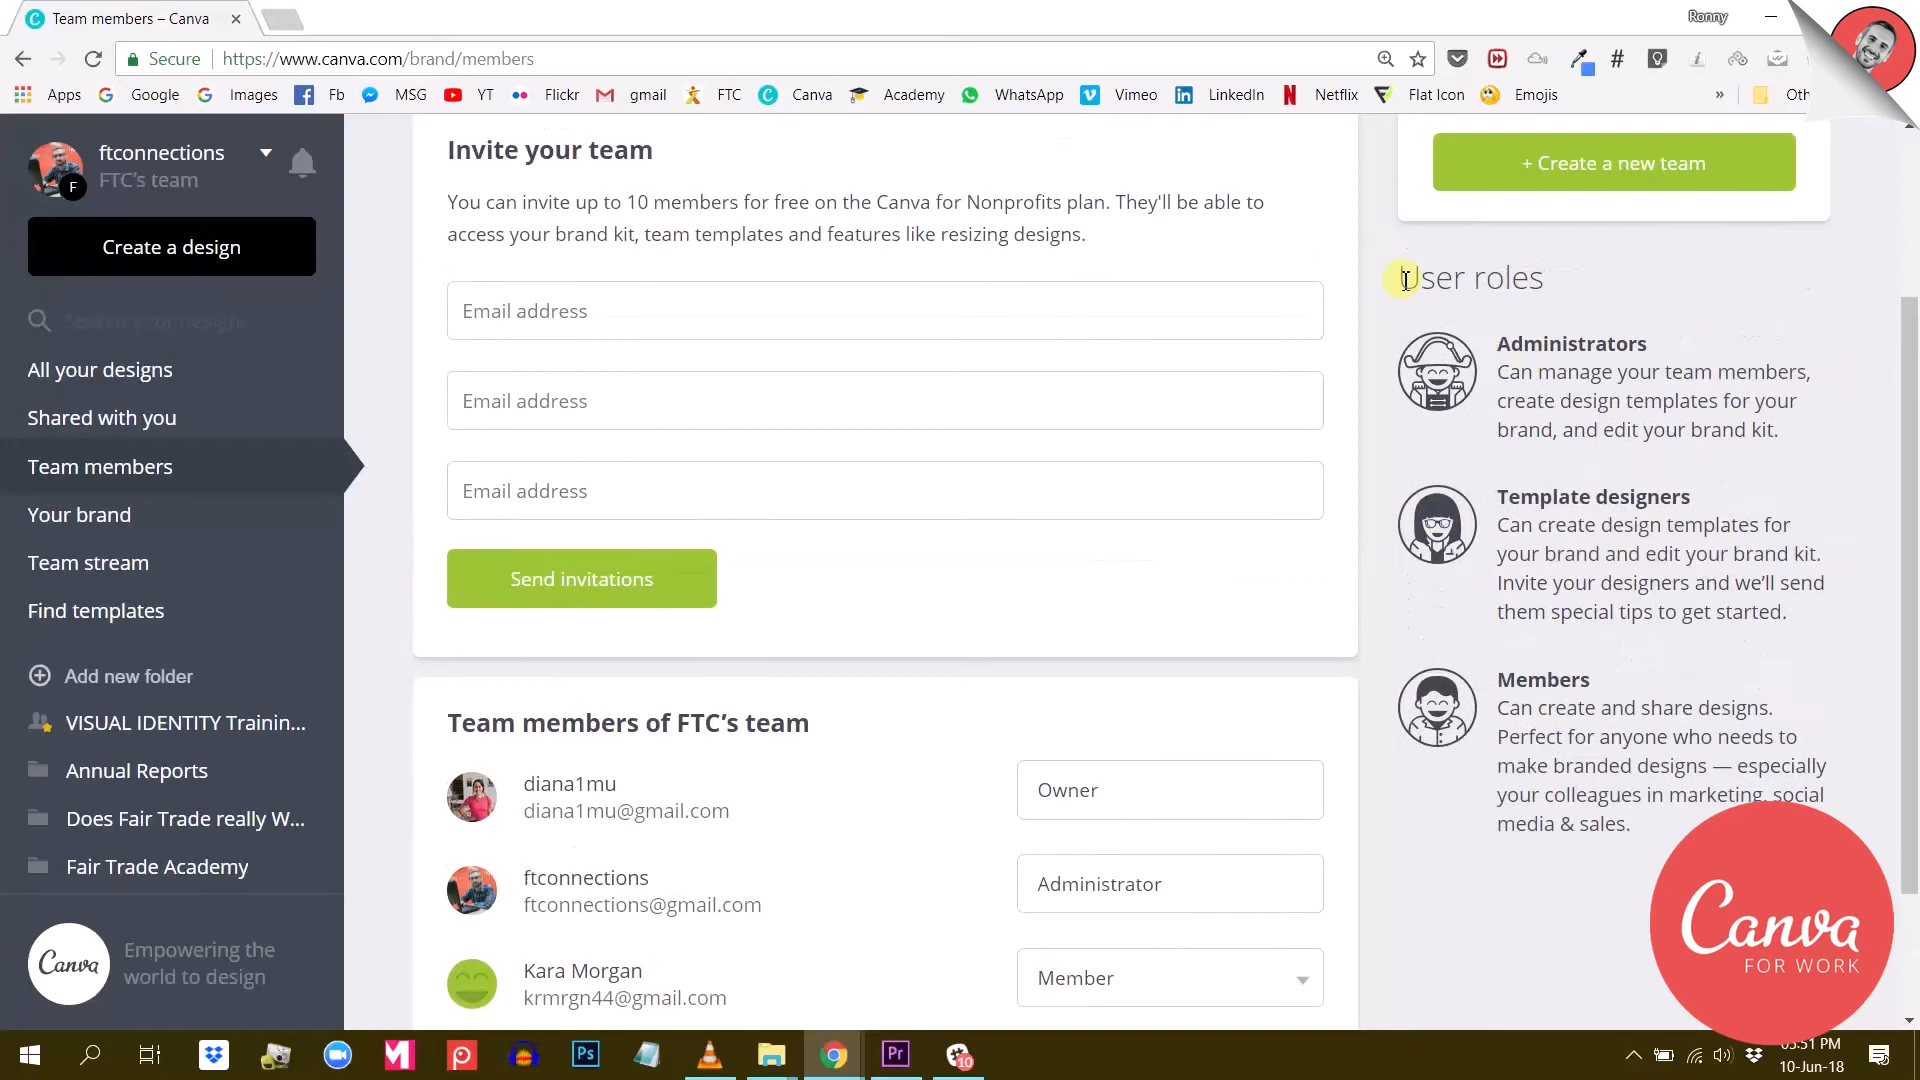 Team members – Canva
Ronny
Secure
https://www.canva.com/brand/members
Apps
Google
Images
Fb
MSG
YT
Flickr
gmail
FTC
Canva
Academy
WhatsApp
Vimeo
LinkedIn
Netflix
Flat Icon
Emojis
»
ftconnections
FTC's team
F
Create a design
All your designs
Shared with you
Team members
Your brand
Team stream
Find templates
Add new folder
VISUAL IDENTITY Trainin...
Annual Reports
Does Fair Trade really W...
Fair Trade Academy
Canva
Empowering the
world to design
Invite your team
You can invite up to 10 members for free on the Canva for Nonprofits plan. They'll be able to
access your brand kit, team templates and features like resizing designs.
Email address
Email address
Email address
Send invitations
Team members of FTC's team
diana1mu
diana1mu@gmail.com
Owner
ftconnections
ftconnections@gmail.com
Administrator
Kara Morgan
krmrgn44@gmail.com
Member
+ Create a new team
User roles
Administrators
Can manage your team members,
create design templates for your
brand, and edit your brand kit.
Template designers
Can create design templates for
your brand and edit your brand kit.
Invite your designers and we'll send
them special tips to get started.
Members
Can create and share designs.
Perfect for anyone who needs to
make branded designs — especially
your colleagues in marketing, social
media & sales.
Canva
FOR WORK
Ps
Pr
10
10-Jun-18